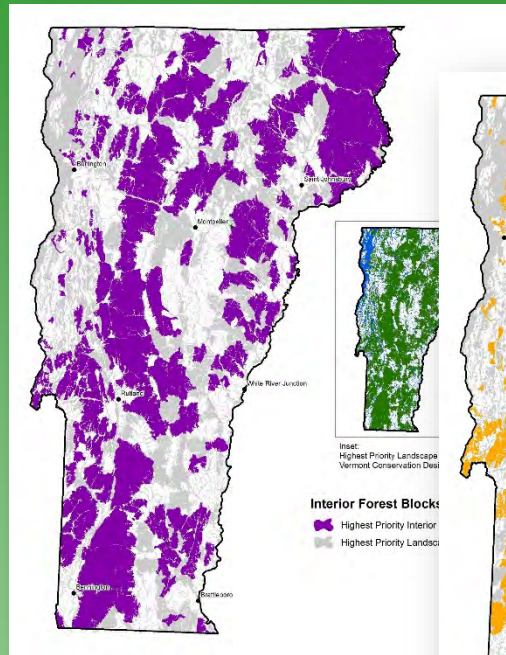 Burlington
Saint Johnsbury
Montpelier
White River Junction
Rutland
Inset:
Highest Priority Landscape
Vermont Conservation Desi
Interior Forest Blocks
Highest Priority Interior
Highest Priority Landsca
Bennington
Brattleboro